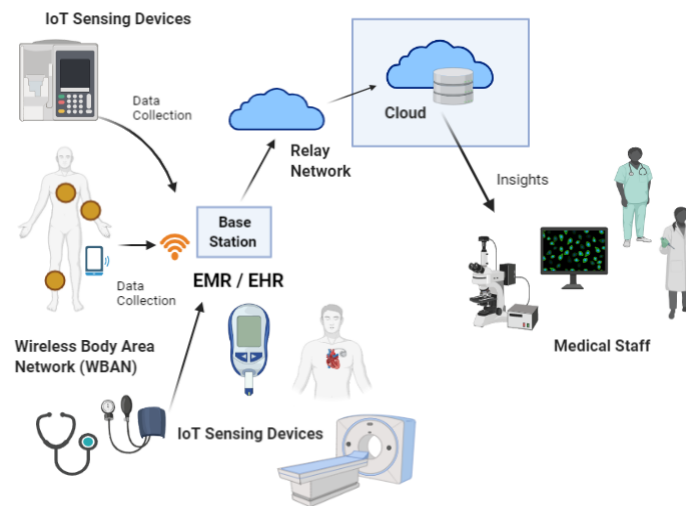 IoT Sensing Devices
Data
Collection
Cloud
Relay
Network
Insights
Base
Station
EMR / EHR
Data
Collection
Wireless Body Area
Network (WBAN)
Medical Staff
IoT Sensing Devices